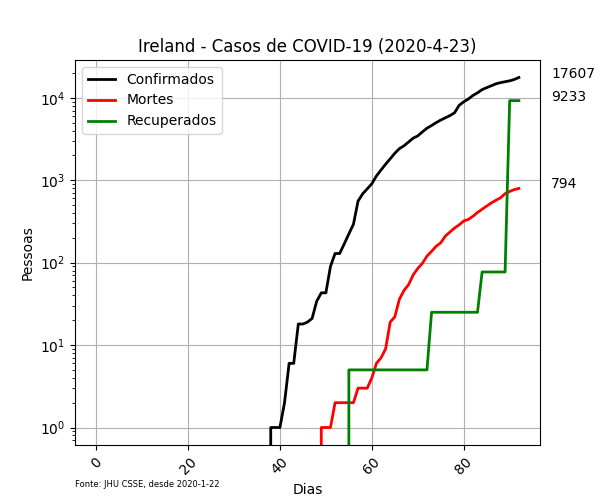 Ireland - Casos de COVID-19 (2020-4-23)
Confirmados
Mortes
Recuperados
17607
9233
794
10⁴
10³
10²
10¹
10⁰
Pessoas
0
20
40
60
80
Dias
Fonte: JHU CSSE, desde 2020-1-22